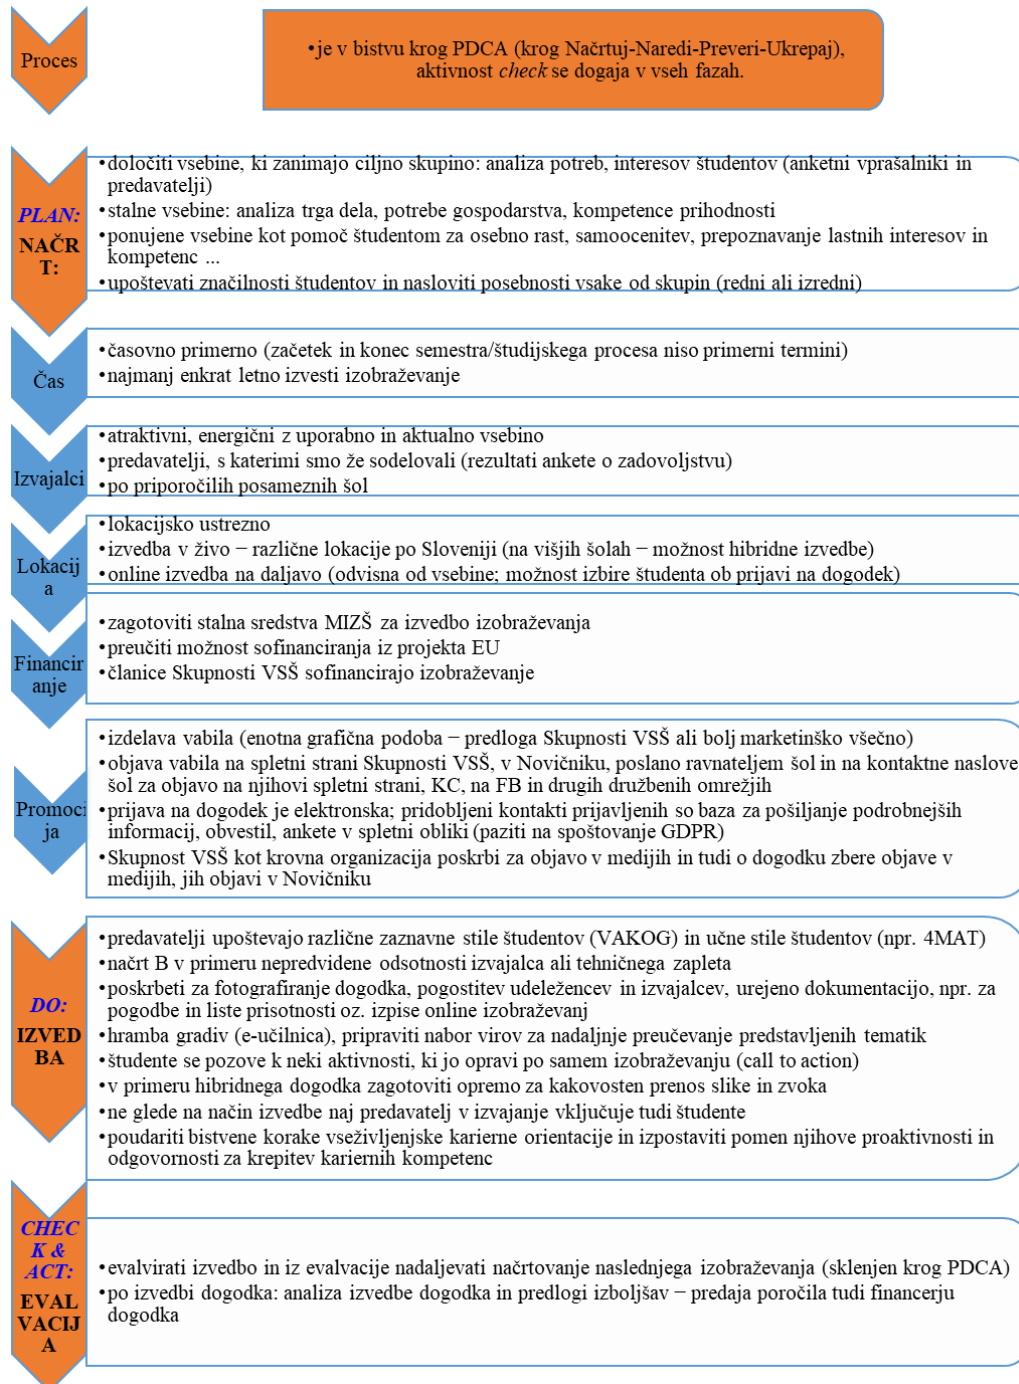 Proces
•je v bistvu krog PDCA (krog Načrtuj-Naredi-Preveri-Ukrepaj),
aktivnost check se dogaja v vseh fazah.
PLAN:
NAČR
T:
•določiti vsebine, ki zanimajo ciljno skupino: analiza potreb, interesov študentov (anketni vprašalniki in
predavatelji)
•stalne vsebine: analiza trga dela, potrebe gospodarstva, kompetence prihodnosti
•ponujene vsebine kot pomoč študentom za osebno rast, samoocenitev, prepoznavanje lastnih interesov in
kompetenc ...
•upoštevati značilnosti študentov in nasloviti posebnosti vsake od skupin (redni ali izredni)
Čas
•časovno primerno (začetek in konec semestra/študijskega procesa niso primerni termini)
•najmanj enkrat letno izvesti izobraževanje
Izvajalci
•atraktivni, energični z uporabno in aktualno vsebino
•predavatelji, s katerimi smo že sodelovali (rezultati ankete o zadovoljstvu)
•po priporočilih posameznih šol
Lokacij
a
•lokacijsko ustrezno
•izvedba v živo − različne lokacije po Sloveniji (na višjih šolah − možnost hibridne izvedbe)
•online izvedba na daljavo (odvisna od vsebine; možnost izbire študenta ob prijavi na dogodek)
Financir
anje
•zagotoviti stalna sredstva MIZŠ za izvedbo izobraževanja
•preučiti možnost sofinanciranja iz projekta EU
•članice Skupnosti VSŠ sofinancirajo izobraževanje
Promoci
ja
•izdelava vabila (enotna grafična podoba − predloga Skupnosti VSŠ ali bolj marketinško všečno)
•objava vabila na spletni strani Skupnosti VSŠ, v Novičniku, poslano ravnateljem šol in na kontaktne naslove
šol za objavo na njihovi spletni strani, KC, na FB in drugih družbenih omrežjih
•prijava na dogodek je elektronska; pridobljeni kontakti prijavljenih so baza za pošiljanje podrobnejših
informacij, obvestil, ankete v spletni obliki (paziti na spoštovanje GDPR)
•Skupnost VSŠ kot krovna organizacija poskrbi za objavo v medijih in tudi o dogodku zbere objave v
medijih, jih objavi v Novičniku
DO:
IZVED
BA
•predavatelji upoštevajo različne zaznavne stile študentov (VAKOG) in učne stile študentov (npr. 4MAT)
•načrt B v primeru nepredvidene odsotnosti izvajalca ali tehničnega zapleta
•poskrbeti za fotografiranje dogodka, pogostitev udeležencev in izvajalcev, urejeno dokumentacijo, npr. za
pogodbe in liste prisotnosti oz. izpise online izobraževanj
•hramba gradiv (e-učilnica), pripraviti nabor virov za nadaljnje preučevanje predstavljenih tematik
•študente se pozove k neki aktivnosti, ki jo opravi po samem izobraževanju (call to action)
•v primeru hibridnega dogodka zagotoviti opremo za kakovosten prenos slike in zvoka
•ne glede na način izvedbe naj predavatelj v izvajanje vključuje tudi študente
•poudariti bistvene korake vseživljenjske karierne orientacije in izpostaviti pomen njihove proaktivnosti in
odgovornosti za krepitev kariernih kompetenc
CHEC
K &
ACT:
EVAL
VACIJ
A
•evalvirati izvedbo in iz evalvacije nadaljevati načrtovanje naslednjega izobraževanja (sklenjen krog PDCA)
•po izvedbi dogodka: analiza izvedbe dogodka in predlogi izboljšav − predaja poročila tudi financerju
dogodka